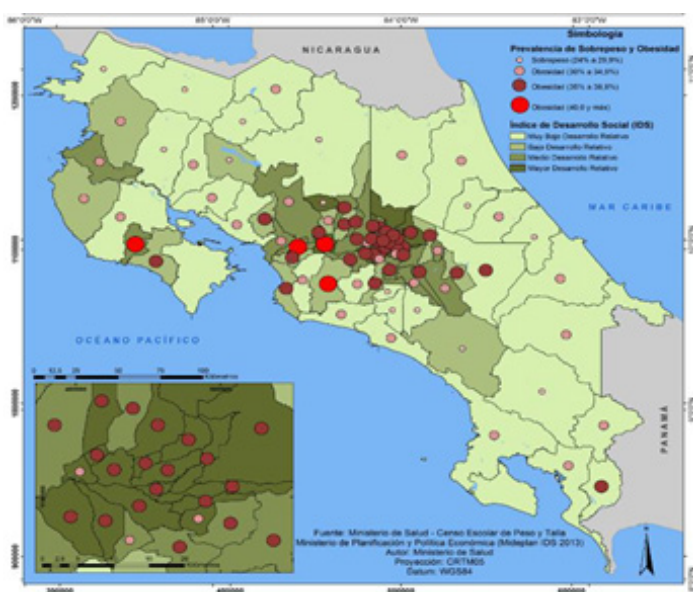 NICARAGUA
Simbología
Prevalencia de Sobrepeso y Obesidad
Sobrepeso (24% a 29,9%)
Obesidad (30% a 34,9%)
Obesidad (35% a 39,9%)
Obesidad (40,0 y más)
Índice de Desarrollo Social (IDS)
Muy Bajo Desarrollo Relativo
Bajo Desarrollo Relativo
Medio Desarrollo Relativo
Mayor Desarrollo Relativo
MAR CARIBE
OCEANO PACÍFICO
PANAMÁ
Fuente: Ministerio de Salud - Censo Escolar de Peso y Talla
Ministerio de Planificación y Política Económica (Mideplan IDS 2013)
Autor: Ministerio de Salud
Proyección: CRTM05
Datum: WGS84